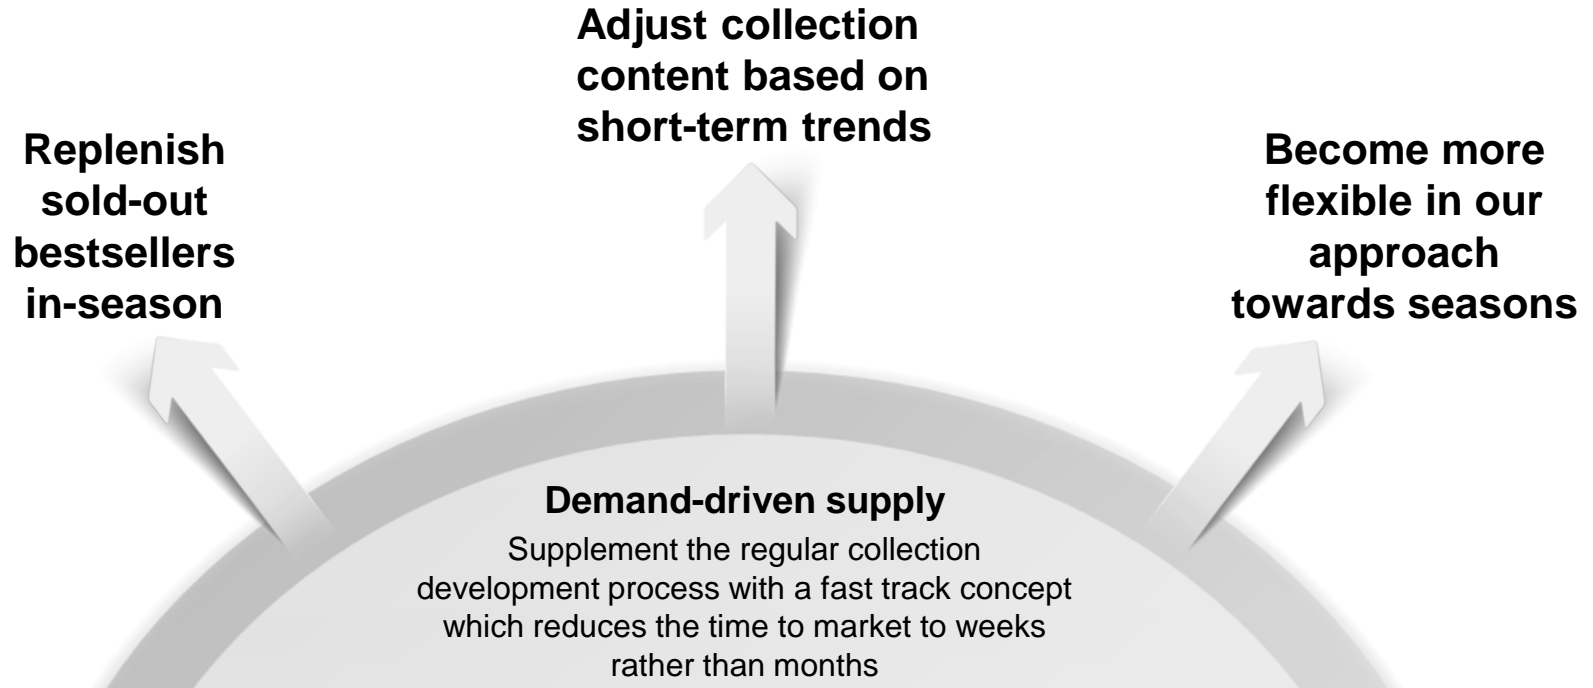 Adjust collection
content based on
short-term trends
Replenish
sold-out
bestsellers
in-season
Become more
flexible in our
approach
towards seasons
Demand-driven supply
Supplement the regular collection
development process with a fast track concept
which reduces the time to market to weeks
rather than months